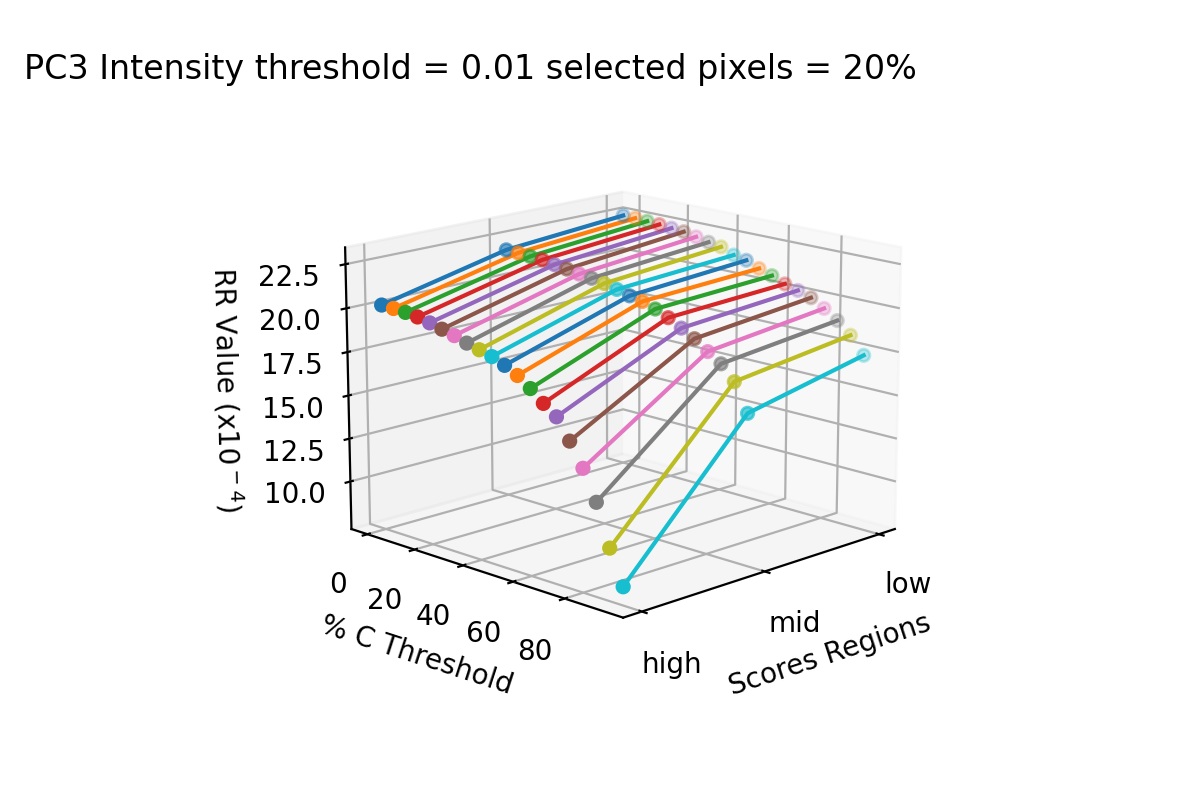 PC3 Intensity threshold = 0.01 selected pixels = 20%
22.5
20.0
17.5
15.0
12.5
10.0
RR Value (x10⁻⁴)
0
20
40
60
80
% C Threshold
high
mid
low
Scores Regions